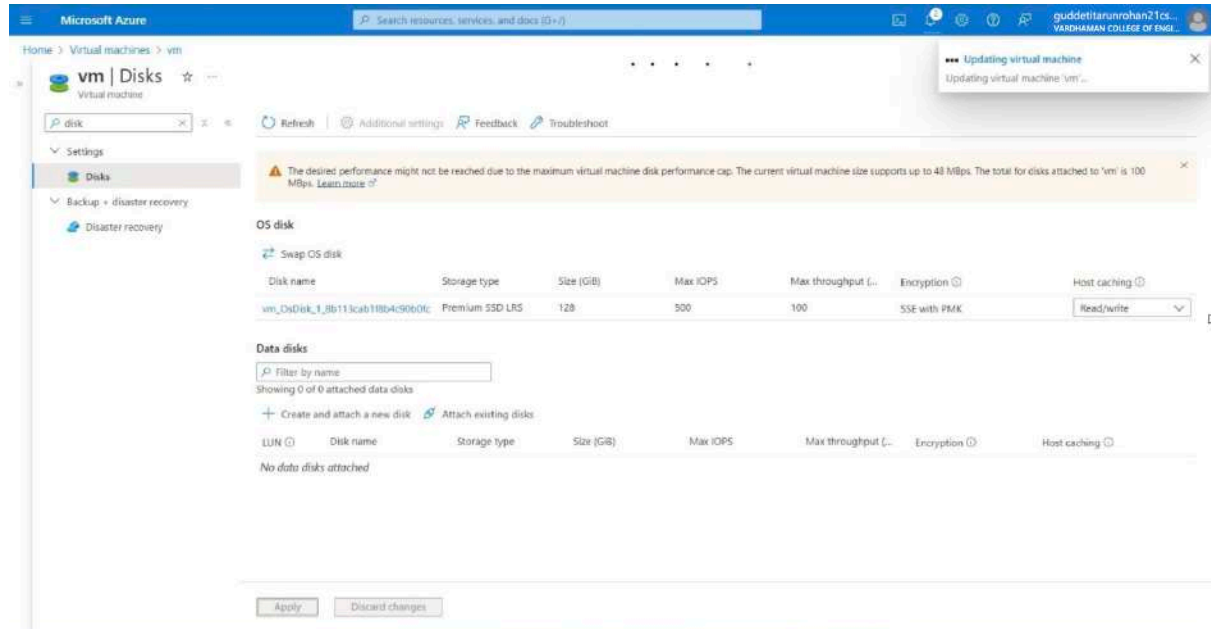 Microsoft Azure
Search resources, services, and docs (G+/)
guddetitarunrohan21cs...
VARDHAMAN COLLEGE OF ENGI...
Home > Virtual machines > vm
vm | Disks
Virtual machine
Updating virtual machine
Updating virtual machine 'vm'...
disk
Refresh
Additional settings
Feedback
Troubleshoot
Settings
Disks
Backup + disaster recovery
Disaster recovery
The desired performance might not be reached due to the maximum virtual machine disk performance cap. The current virtual machine size supports up to 48 MBps. The total for disks attached to 'vm' is 100
MBps. Learn more
OS disk
Swap OS disk
Disk name Storage type Size (GiB) Max IOPS Max throughput (... Encryption Host caching
Premium SSD LRS 128 500 100 SSE with PMK Read/write
Data disks
Filter by name
Showing 0 of 0 attached data disks
Create and attach a new disk Attach existing disks
LUN Disk name Storage type Size (GiB) Max IOPS Max throughput (... Encryption Host caching
No data disks attached
Apply Discard changes